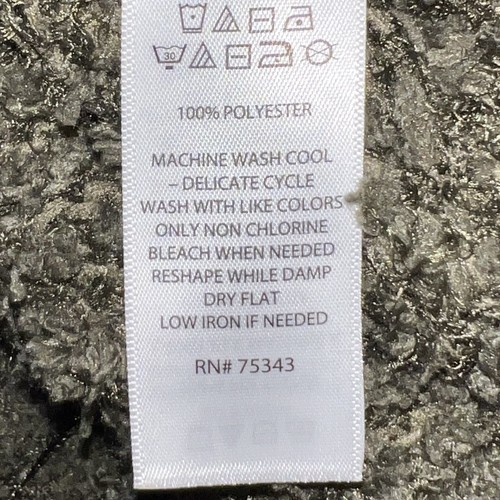 30
100% POLYESTER
MACHINE WASH COOL
– DELICATE CYCLE
WASH WITH LIKE COLORS
ONLY NON CHLORINE
BLEACH WHEN NEEDED
RESHAPE WHILE DAMP
DRY FLAT
LOW IRON IF NEEDED
RN# 75343